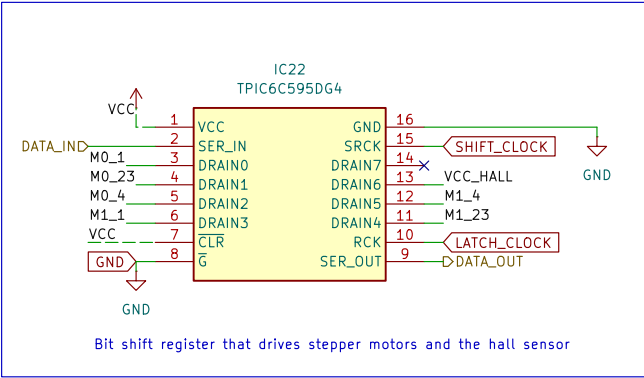 IC22
TPIC6C595DG4
VCC
1 VCC GND 16
DATA_IN 2 SER_IN SRCK 15 SHIFT_CLOCK
M0_1 3 DRAIN0 DRAIN7 14
M0_23 4 DRAIN1 DRAIN6 13 VCC_HALL
M0_4 5 DRAIN2 DRAIN5 12 M1_4
M1_1 6 DRAIN3 DRAIN4 11 M1_23
VCC 7 CLR RCK 10 LATCH_CLOCK
GND 8 G SER_OUT 9 DATA_OUT
GND
GND
Bit shift register that drives stepper motors and the hall sensor